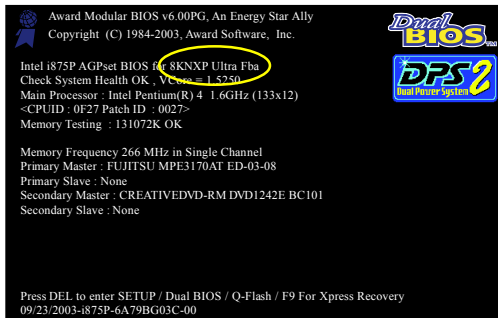 Award Modular BIOS v6.00PG, An Energy Star Ally
Copyright (C) 1984-2003, Award Software, Inc.
Dual
BIOS
TM
Intel i875P AGPset BIOS for 8KNXP Ultra Fba
Check System Health OK , VCore = 1.5250
Main Processor : Intel Pentium(R) 4 1.6GHz (133x12)
<CPUID : 0F27 Patch ID : 0027>
Memory Testing : 131072K OK
DPS2
Dual Power System
Memory Frequency 266 MHz in Single Channel
Primary Master : FUJITSU MPE3170AT ED-03-08
Primary Slave : None
Secondary Master : CREATIVEDVD-RM DVD1242E BC101
Secondary Slave : None
Press DEL to enter SETUP / Dual BIOS / Q-Flash / F9 For Xpress Recovery
09/23/2003-i875P-6A79BG03C-00